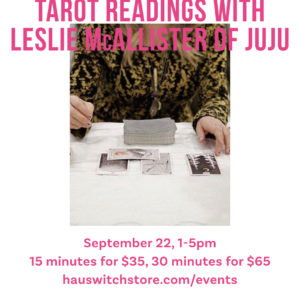 TAROT READINGS WITH
LESLIE McALLISTER OF JUJU
September 22, 1-5pm
15 minutes for $35, 30 minutes for $65
hauswitchstore.com/events